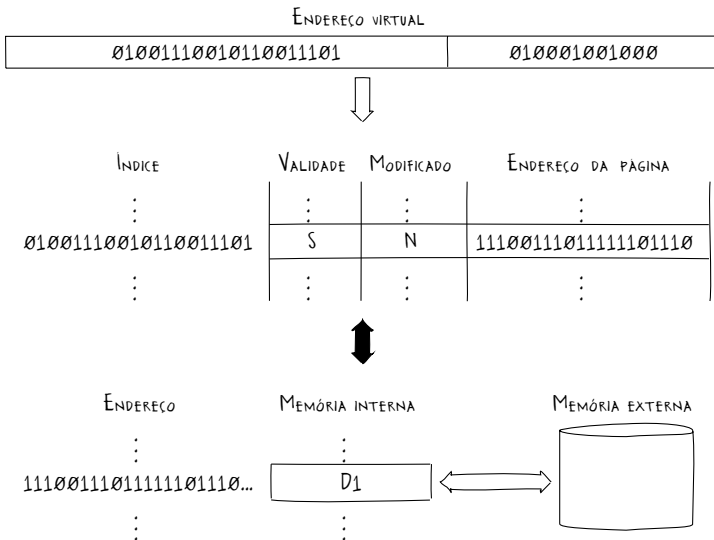 Endereço virtual
01001110010110011101 010001001000
Índice Validade Modificado Endereço da página
01001110010110011101 S N 11100111011111101110
Endereço Memória interna Memória externa
11100111011111101110... D1